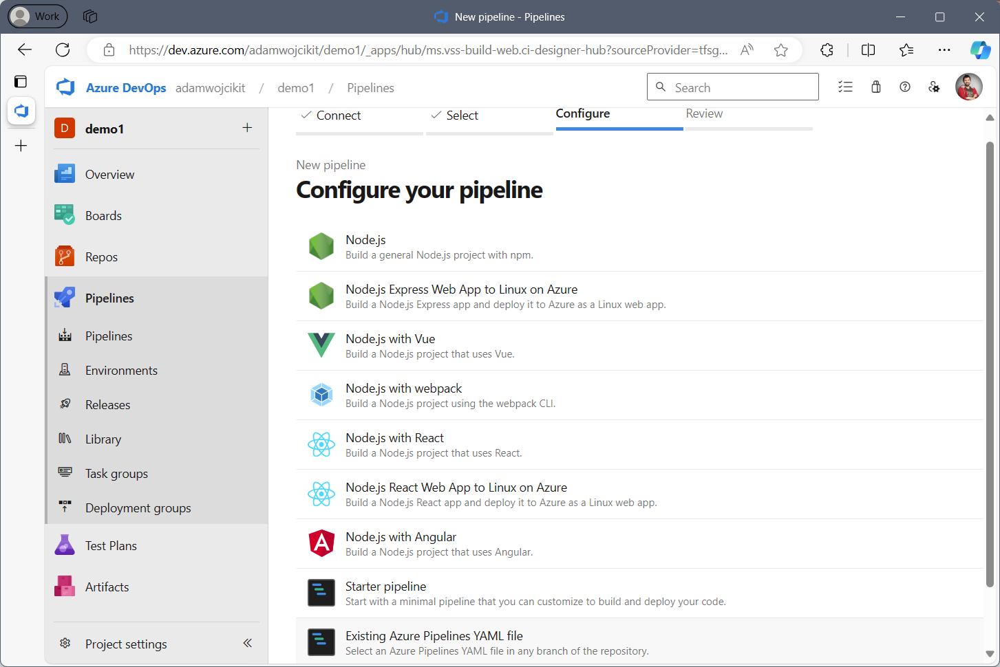 Work
New pipeline - Pipelines
https://dev.azure.com/adamwojcikit/demo1/_apps/hub/ms.vss-build-web.ci-designer-hub?sourceProvider=tfsg...
Azure DevOps adamwojcikit / demo1 / Pipelines
Search
D demo1
Overview
Boards
Repos
Pipelines
Pipelines
Environments
Releases
Library
Task groups
Deployment groups
Test Plans
Artifacts
Project settings
Connect
Select
Configure
Review
New pipeline
Configure your pipeline
Node.js
Build a general Node.js project with npm.
Node.js Express Web App to Linux on Azure
Build a Node.js Express app and deploy it to Azure as a Linux web app.
Node.js with Vue
Build a Node.js project that uses Vue.
Node.js with webpack
Build a Node.js project using the webpack CLI.
Node.js with React
Build a Node.js project that uses React.
Node.js React Web App to Linux on Azure
Build a Node.js React app and deploy it to Azure as a Linux web app.
Node.js with Angular
Build a Node.js project that uses Angular.
Starter pipeline
Start with a minimal pipeline that you can customize to build and deploy your code.
Existing Azure Pipelines YAML file
Select an Azure Pipelines YAML file in any branch of the repository.